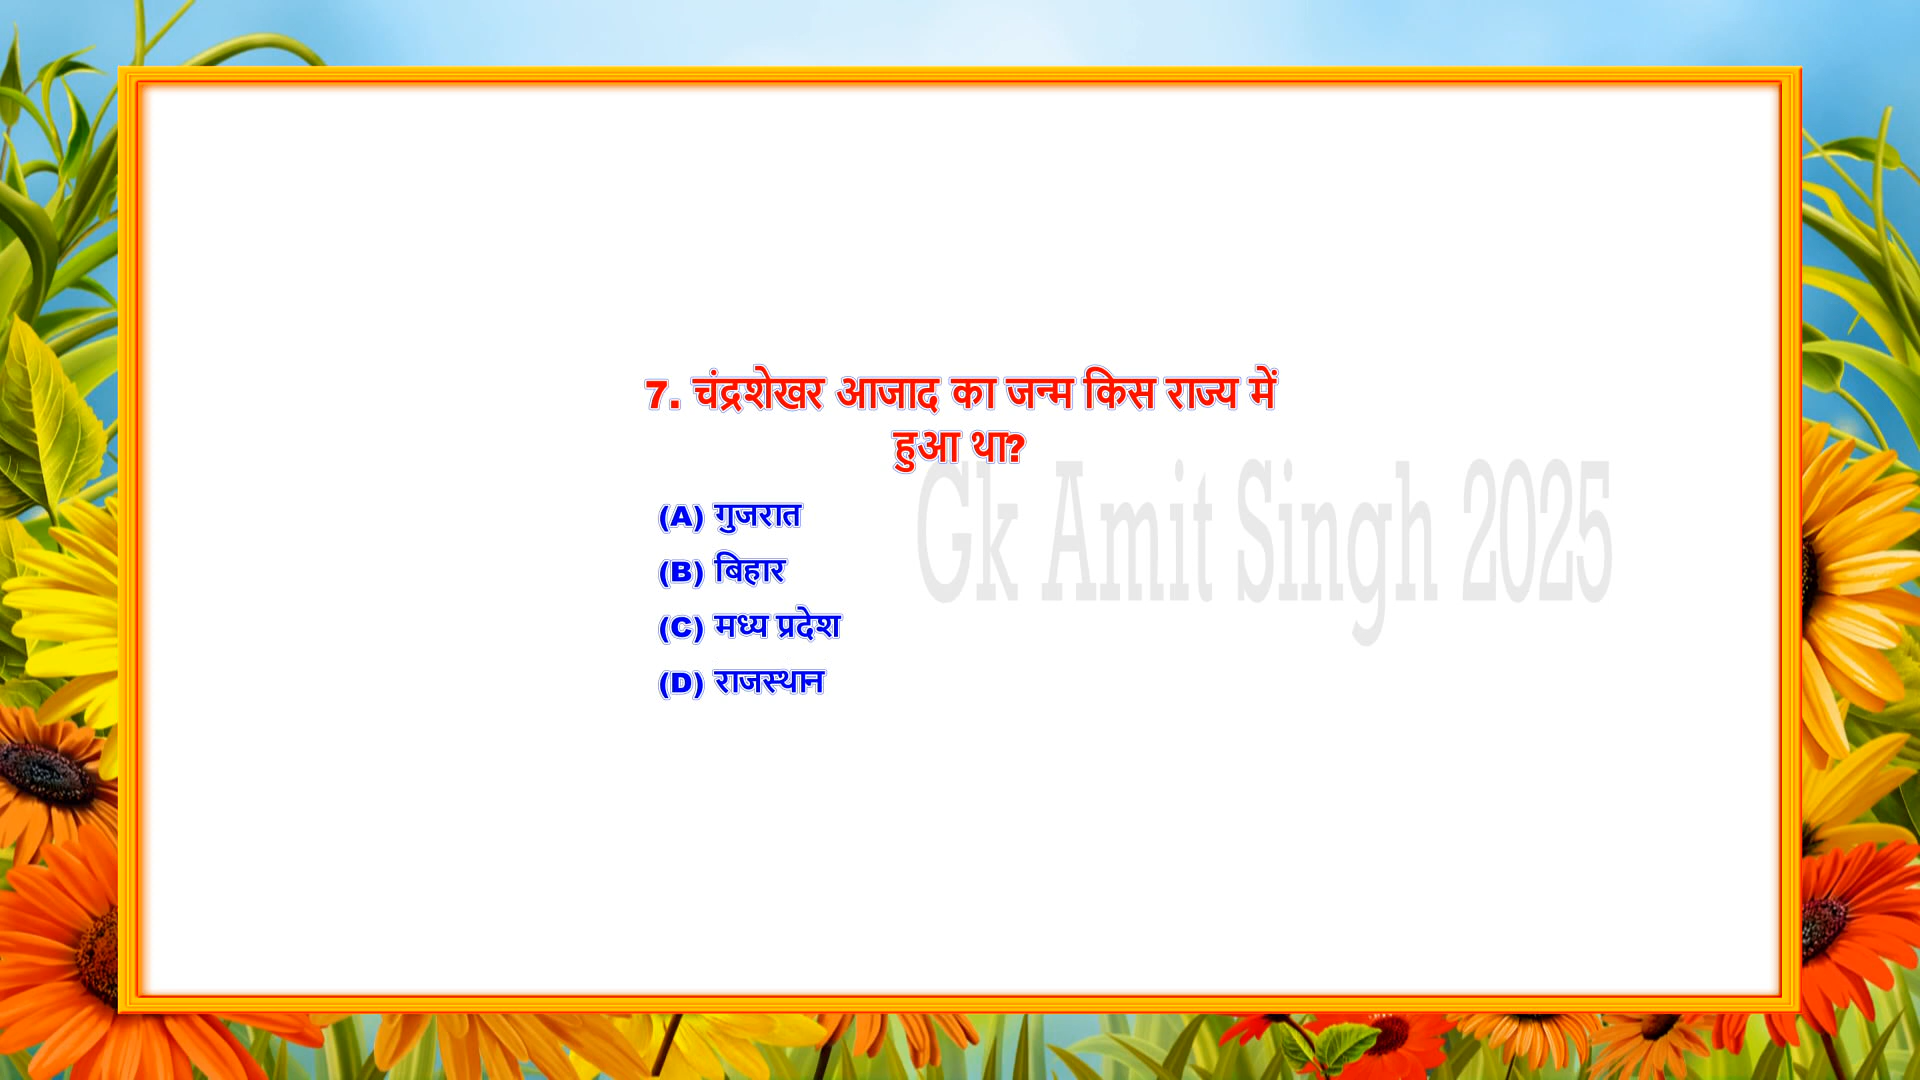 7. चंद्रशेखर आजाद का जन्म किस राज्य में
हुआ था?
Gk Amit Singh 2025
(A) गुजरात
(B) बिहार
(C) मध्य प्रदेश
(D) राजस्थान